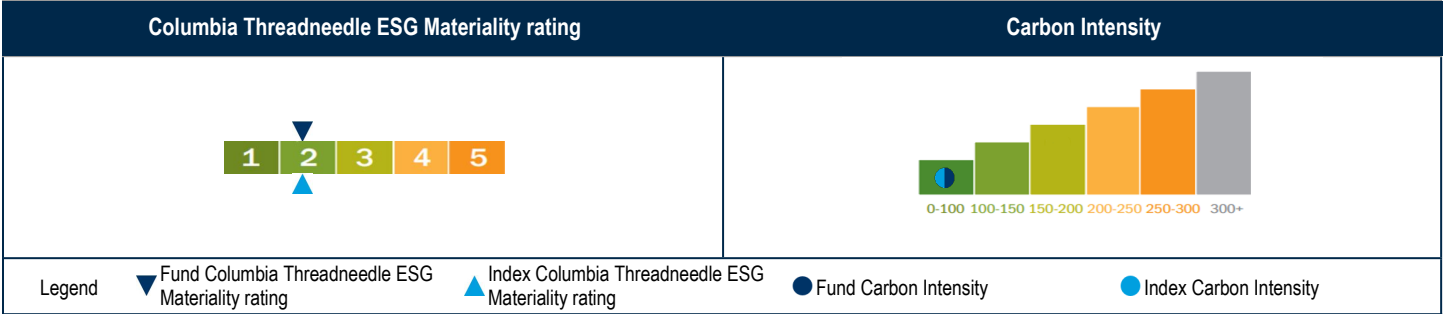 Columbia Threadneedle ESG Materiality rating
Carbon Intensity
1 2 3 4 5
0-100 100-150 150-200 200-250 250-300 300+
Legend
Fund Columbia Threadneedle ESG
Materiality rating
Index Columbia Threadneedle ESG
Materiality rating
Fund Carbon Intensity
Index Carbon Intensity